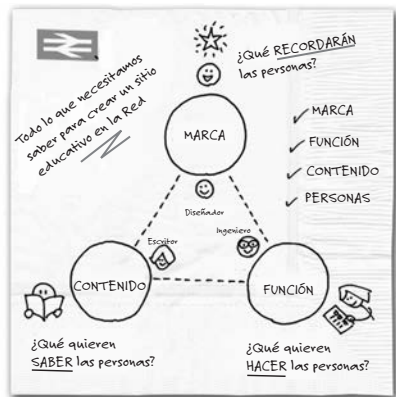 ¿Qué RECORDARÁN
las personas?
Todo lo que necesitamos
saber para crear un sitio
educativo en la Red
MARCA
MARCA
FUNCIÓN
CONTENIDO
PERSONAS
Diseñador
Escritor
Ingeniero
CONTENIDO
FUNCIÓN
¿Qué quieren
SABER las personas?
¿Qué quieren
HACER las personas?